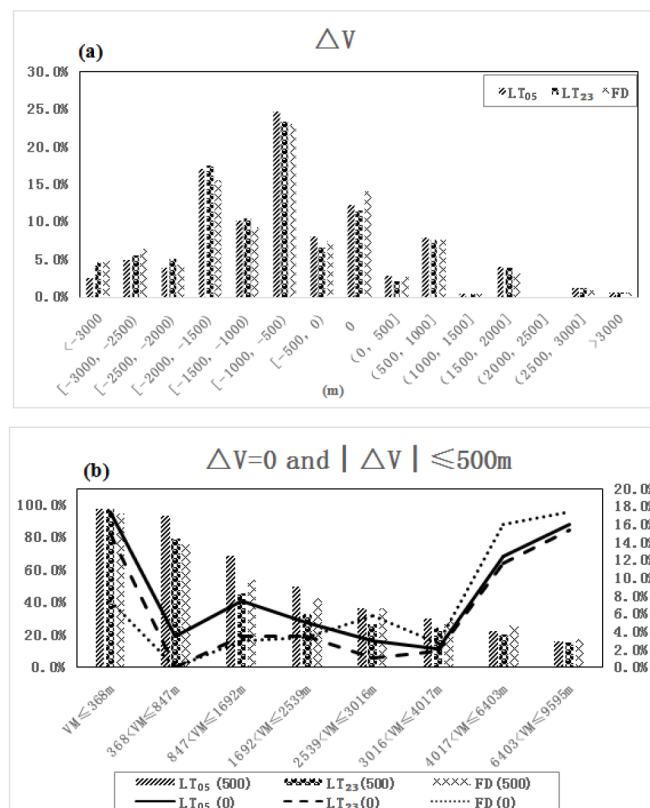 (a)
△V
30.0%
25.0%
20.0%
15.0%
10.0%
5.0%
0.0%
LT₀₅ LT₂₃ FD
<-3000
[-3000, -2500)
[-2500, -2000)
[-2000, -1500)
[-1500, -1000)
[-1000, -500)
[-500, 0)
0
(0, 500]
(500, 1000]
(1000, 1500]
(1500, 2000]
(2000, 2500]
(2500, 3000]
>3000
(m)
(b)
△V=0 and | △V | ≤500m
100.0%
80.0%
60.0%
40.0%
20.0%
0.0%
20.0%
18.0%
16.0%
14.0%
12.0%
10.0%
8.0%
6.0%
4.0%
2.0%
0.0%
VM≤368m
368<VM≤847m
847<VM≤1692m
1692<VM≤2539m
2539<VM≤3016m
3016<VM≤4017m
4017<VM≤6403m
6403<VM≤9595m
LT₀₅(500) LT₂₃(500) FD(500)
LT₀₅(0) LT₂₃(0) FD(0)